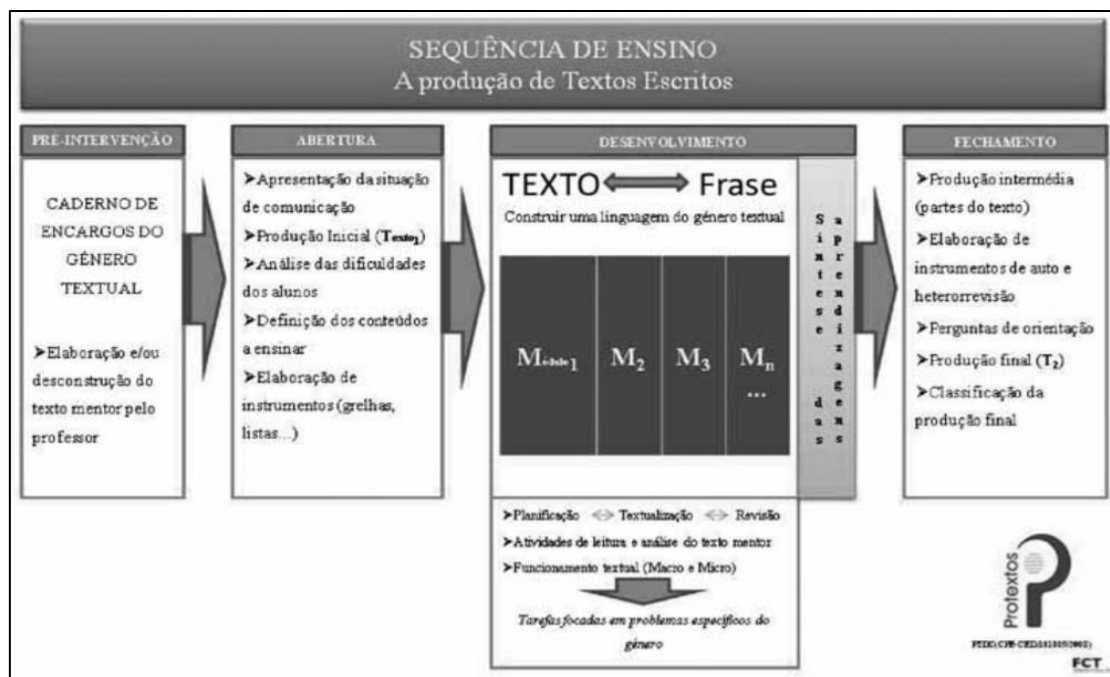 SEQUÊNCIA DE ENSINO
A produção de Textos Escritos
PRÉ-INTERVENÇÃO
CADERNO DE
ENCARGOS DO
GÉNERO
TEXTUAL
➤Elaboração e/ou
desconstrução do
texto mentor pelo
professor
ABERTURA
➤Apresentação da situação
de comunicação
➤Produção Inicial (Texto1)
➤Análise das dificuldades
dos alunos
➤Definição dos conteúdos
a ensinar
➤Elaboração de
instrumentos (grelhas,
listas...)
DESENVOLVIMENTO
TEXTO Frase
Construir uma linguagem do género textual
Módulo1 M2 M3 Mn
...
Síntese das
aprendizagens
➤Planificação Textualização Revisão
➤Atividades de leitura e análise do texto mentor
➤Funcionamento textual (Macro e Micro)
Tarefas focadas em problemas específicos do
género
FECHAMENTO
➤Produção intermédia
(partes do texto)
➤Elaboração de
instrumentos de auto e
heterorrevisão
➤Perguntas de orientação
➤Produção final (T2)
➤Classificação da
produção final
Protextos
FCT